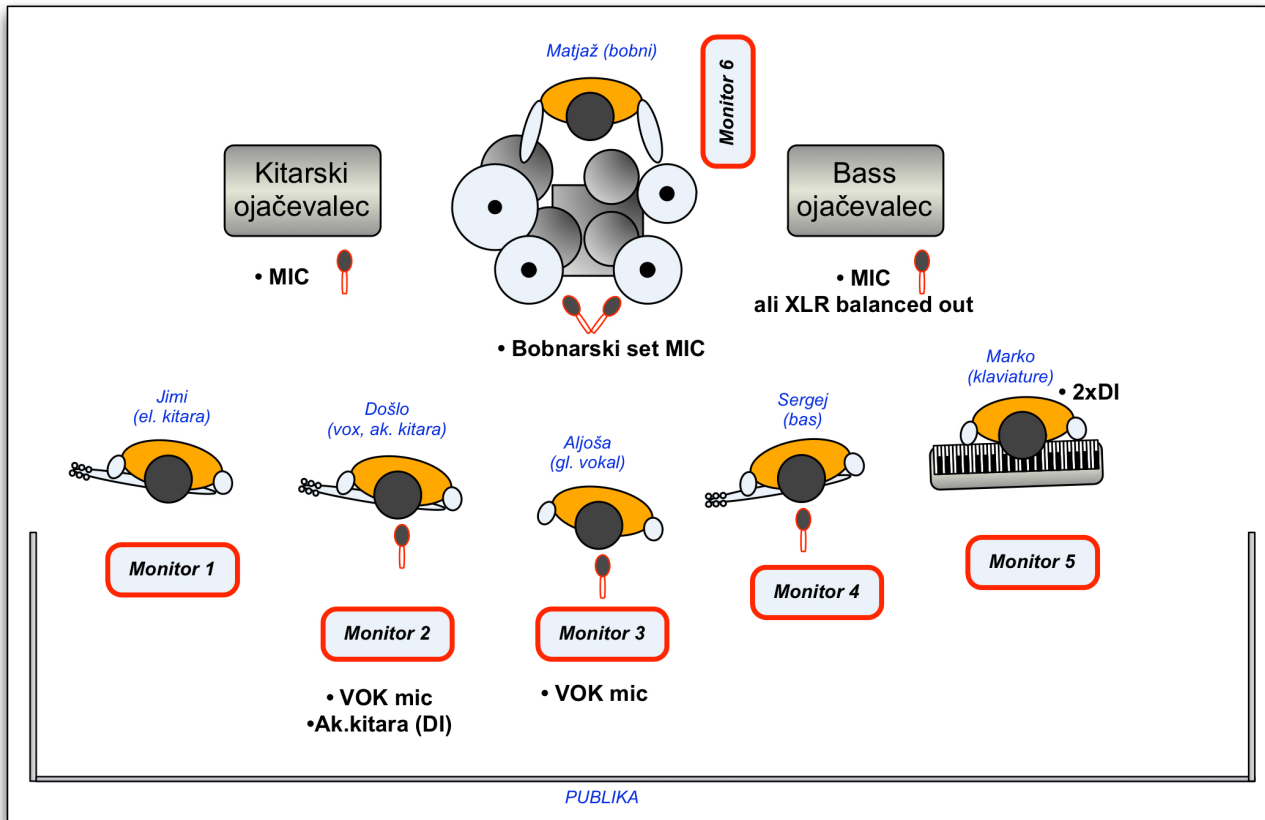 Matjaž (bobni)
Monitor 6
Kitarski
ojačevalec
Bass
ojačevalec
• MIC
• MIC
ali XLR balanced out
• Bobnarski set MIC
Jimi
(el. kitara)
Došlo
(vox, ak. kitara)
Aljoša
(gl. vokal)
Sergej
(bas)
Marko
(klaviature)
• 2xDI
Monitor 1
Monitor 2
Monitor 3
Monitor 4
Monitor 5
• VOK mic
•Ak.kitara (DI)
• VOK mic
PUBLIKA